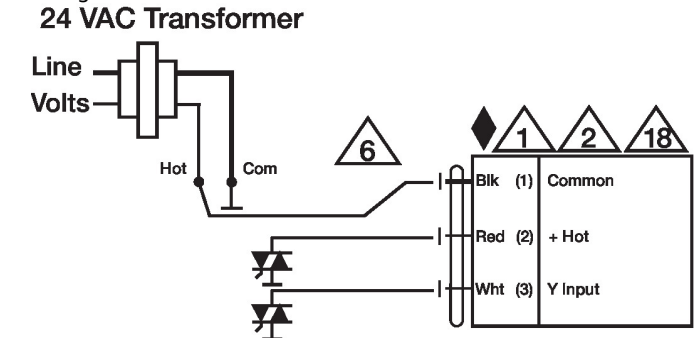 24 VAC Transformer
Line
Volts
Hot
Com
6
1
2
18
Blk (1) Common
Red (2) + Hot
Wht (3) Y Input